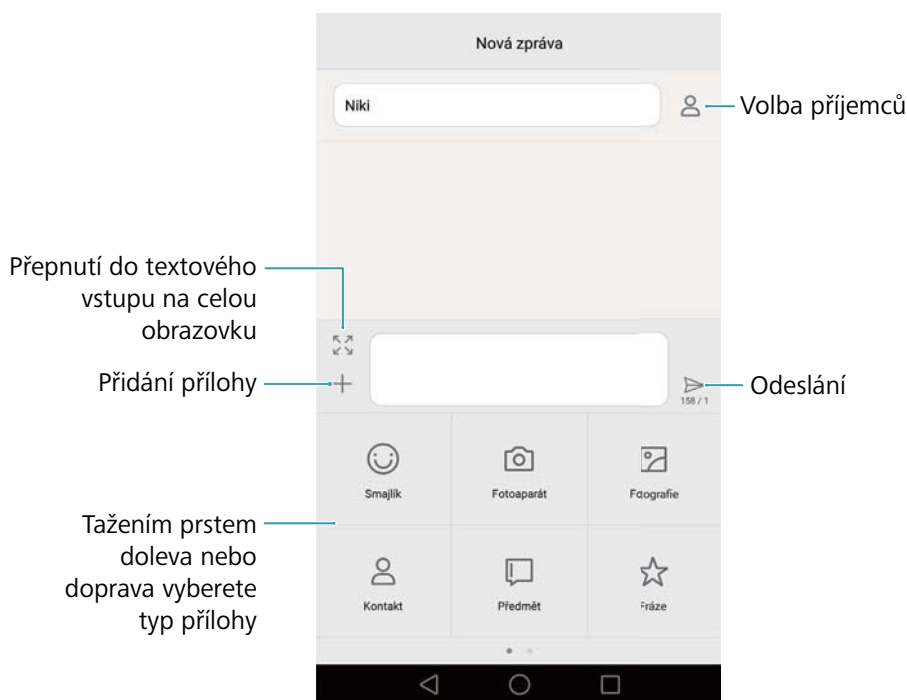 Nová zpráva
Niki
Volba příjemců
Přepnutí do textového
vstupu na celou
obrazovku
Přidání přílohy
Odeslání
158 / 1
Smajlík
Fotoaparát
Fotografie
Tažením prstem
doleva nebo
doprava vyberete
typ přílohy
Kontakt
Předmět
Fráze